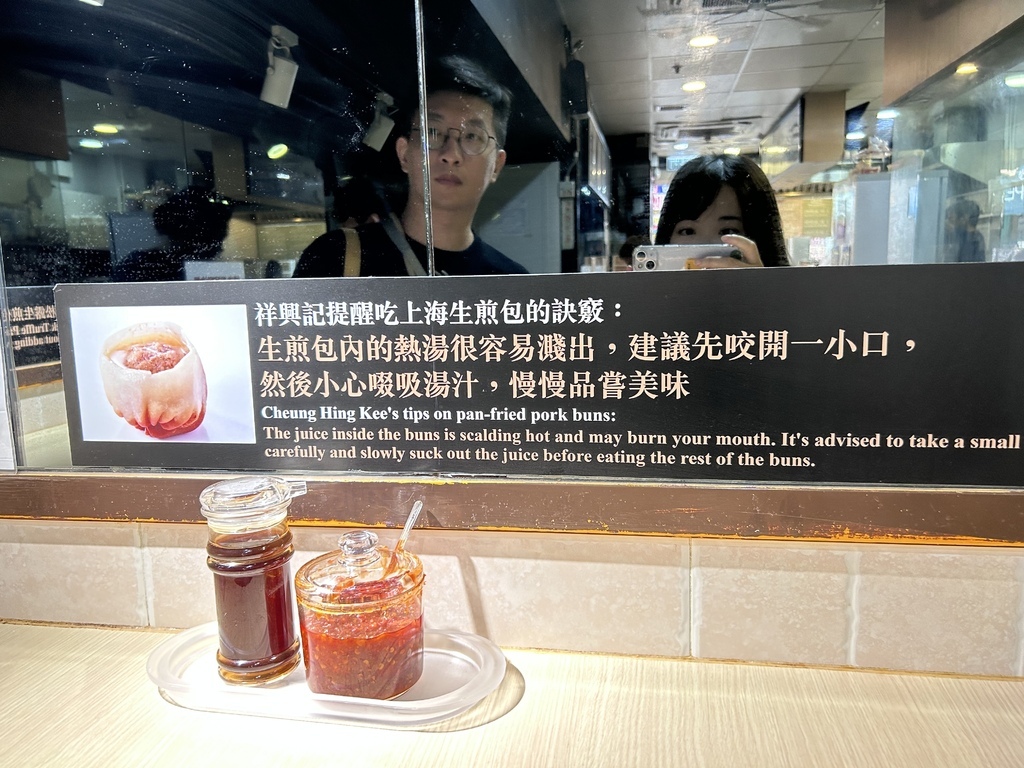 祥興記提醒吃上海生煎包的訣竅：
生煎包內的熱湯很容易濺出，建議先咬開一小口，
然後小心啜吸湯汁，慢慢品嘗美味
Cheung Hing Kee's tips on pan-fried pork buns:
The juice inside the buns is scalding hot and may burn your mouth. It's advised to take a small
carefully and slowly suck out the juice before eating the rest of the buns.